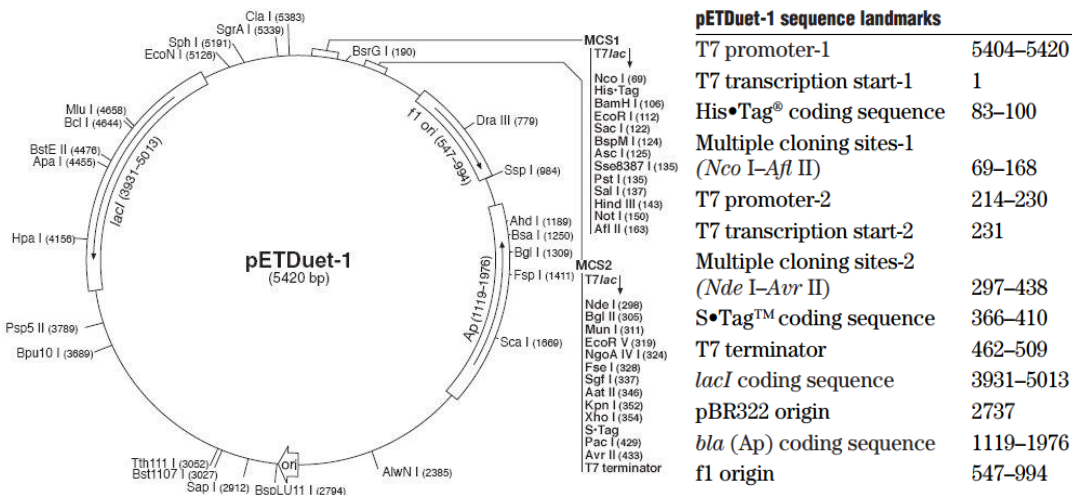 Cla I (5383)
SgrA I (5339)
Sph I (5191)
EcoN I (5126)
Mlu I (4658)
Bcl I (4644)
BstE II (4476)
Apa I (4455)
lacI (3931–5013)
Hpa I (4156)
Psp5 II (3789)
Bpu10 I (3689)
Tth111 I (3052)
Bst1107 I (3027)
Sap I (2912)
BspLU11 I (2794)
ori
AlwN I (2385)
pETDuet-1
(5420 bp)
BsrG I (190)
f1 ori (547–994)
Dra III (779)
Ssp I (984)
Ahd I (1189)
Bsa I (1250)
Bgl I (1309)
Fsp I (1411)
Ap (1119–1976)
Sca I (1669)
MCS1
T7lac
Nco I (69)
His•Tag
BamH I (106)
EcoR I (112)
Sac I (122)
BspM I (124)
Asc I (125)
Sse8387 I (135)
Pst I (135)
Sal I (137)
Hind III (143)
Not I (150)
Afl II (163)
MCS2
T7lac
Nde I (298)
Bgl II (305)
Mun I (311)
EcoR V (319)
NgoA IV I (324)
Fse I (328)
Sgf I (337)
Aat II (346)
Kpn I (352)
Xho I (354)
S•Tag
Pac I (429)
Avr II (433)
T7 terminator
pETDuet-1 sequence landmarks
T7 promoter-1 5404–5420
T7 transcription start-1 1
His●Tag® coding sequence 83–100
Multiple cloning sites-1
(Nco I–Afl II) 69–168
T7 promoter-2 214–230
T7 transcription start-2 231
Multiple cloning sites-2
(Nde I–Avr II) 297–438
S●Tag™ coding sequence 366–410
T7 terminator 462–509
lacI coding sequence 3931–5013
pBR322 origin 2737
bla (Ap) coding sequence 1119–1976
f1 origin 547–994